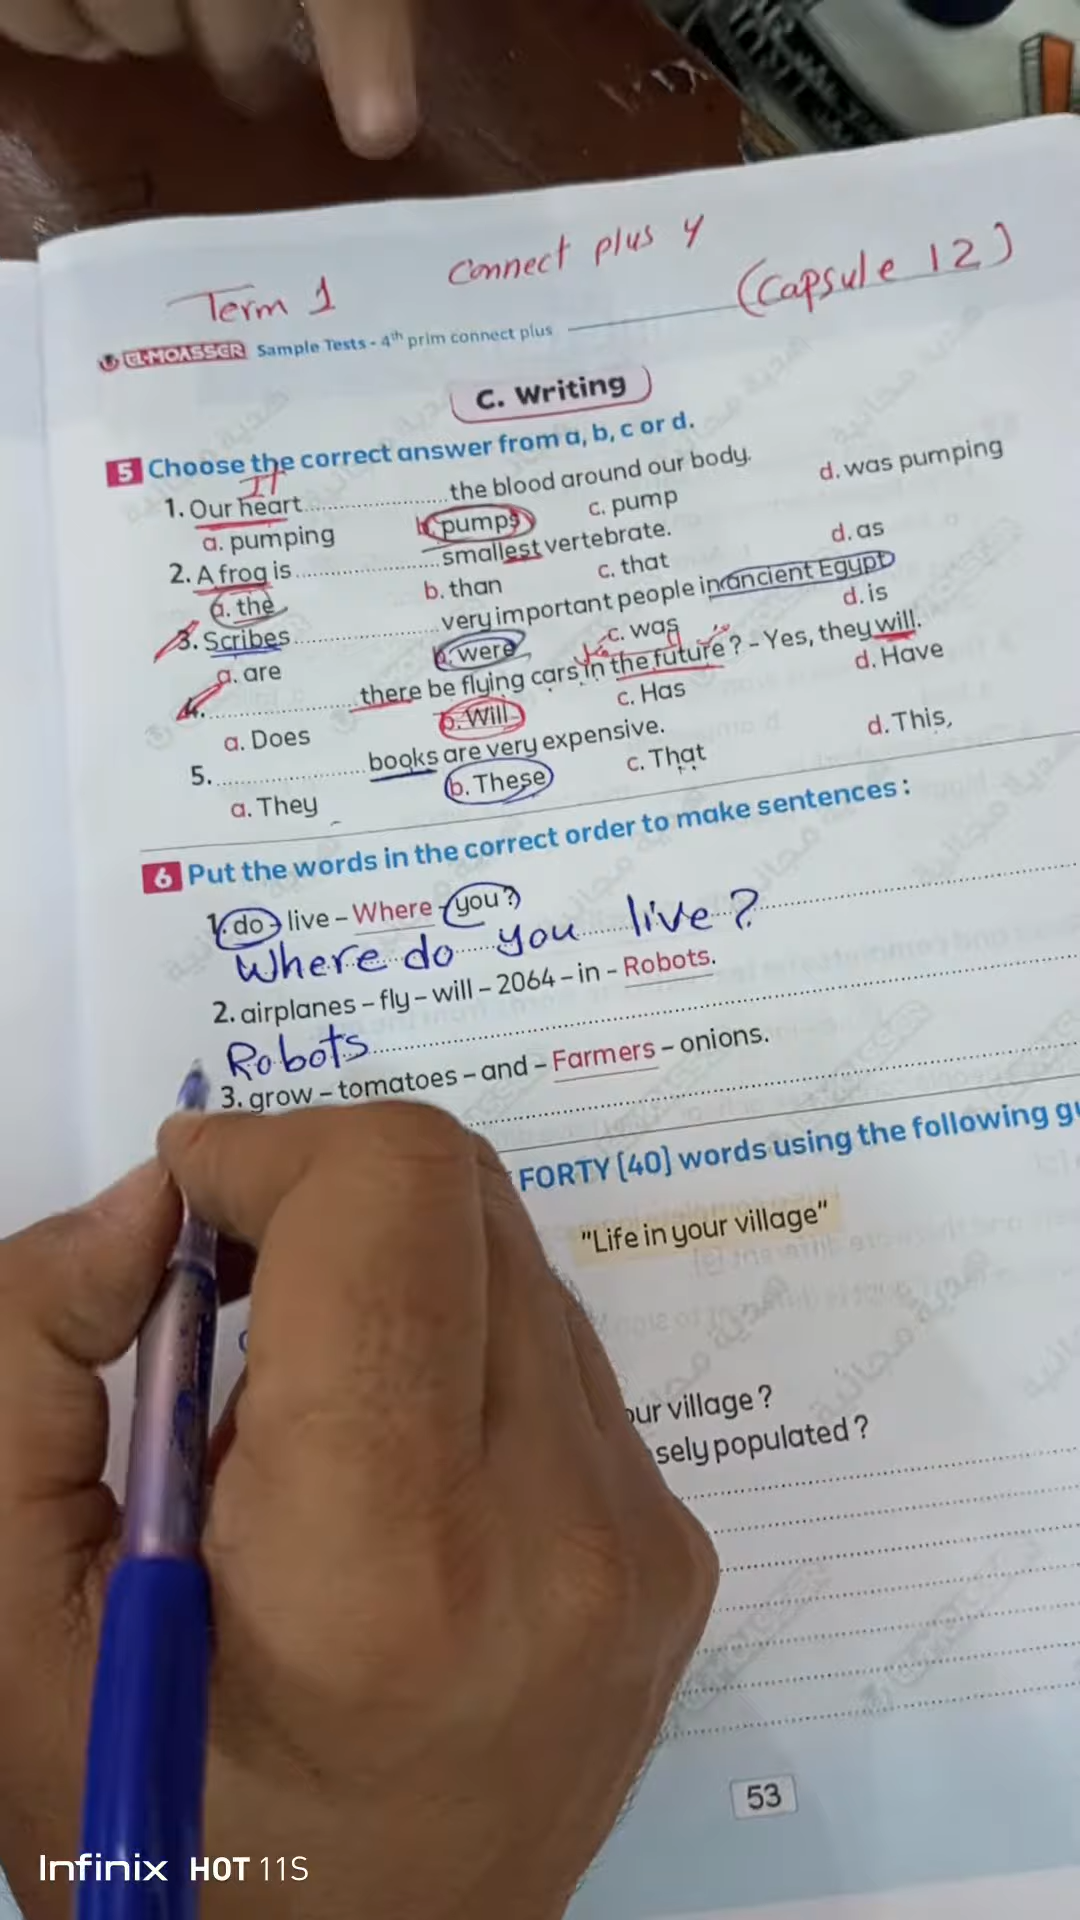 Term 1 Connect plus 4 (Capsule 12)
EL-MOASSER Sample Tests - 4th prim connect plus
C. Writing
5 Choose the correct answer from a, b, c or d.
It
1. Our heart .................... the blood around our body.
a. pumping b. pumps c. pump d. was pumping
2. A frog is .................... smallest vertebrate.
a. the b. than c. that d. as
3. Scribes .................... very important people in ancient Egypt
a. are b. were c. was d. is
4. .................... there be flying cars in the future? - Yes, they will.
a. Does b. Will c. Has d. Have
5. .................... books are very expensive.
a. They b. These c. That d. This,
6 Put the words in the correct order to make sentences :
1. do - live - Where - you?
Where do you live?
2. airplanes - fly - will - 2064 - in - Robots.
Robots
3. grow - tomatoes - and - Farmers - onions.
FORTY [40] words using the following gu
"Life in your village"
our village?
sely populated?
53
Infinix HOT 11S